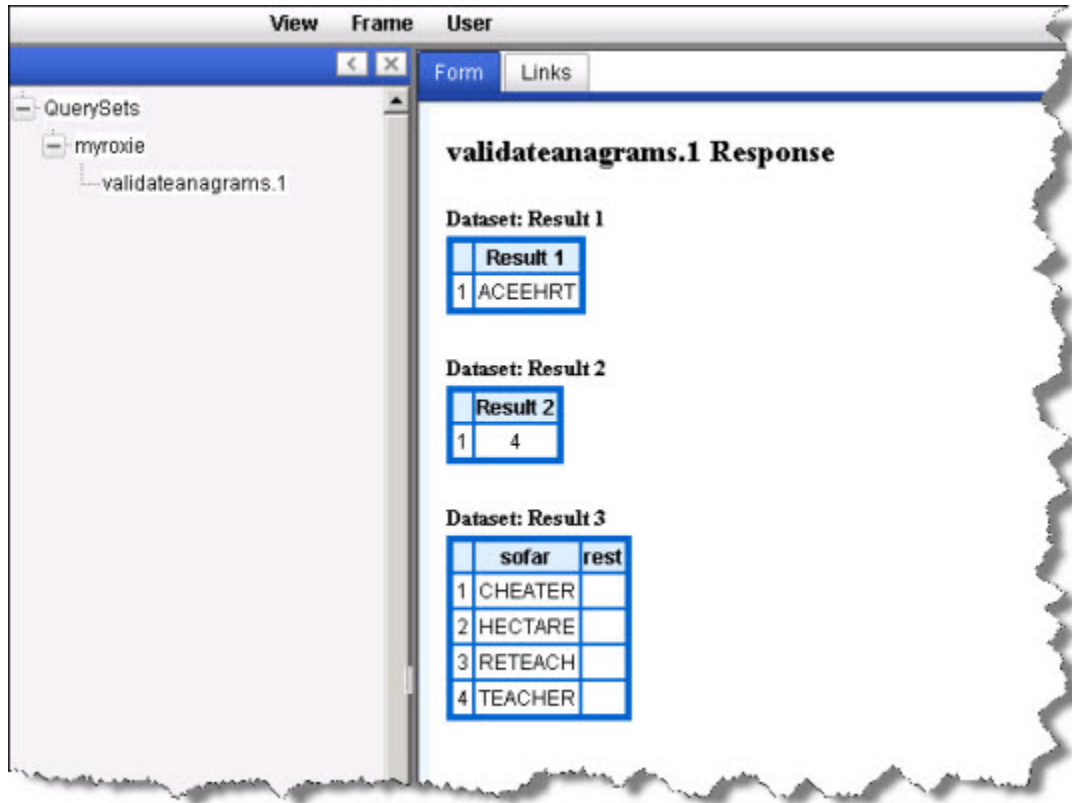 View Frame User
Form Links
QuerySets
myroxie
validateanagrams.1
validateanagrams.1 Response
Dataset: Result 1
Result 1
1 ACEEHRT
Dataset: Result 2
Result 2
1 4
Dataset: Result 3
sofar rest
1 CHEATER
2 HECTARE
3 RETEACH
4 TEACHER